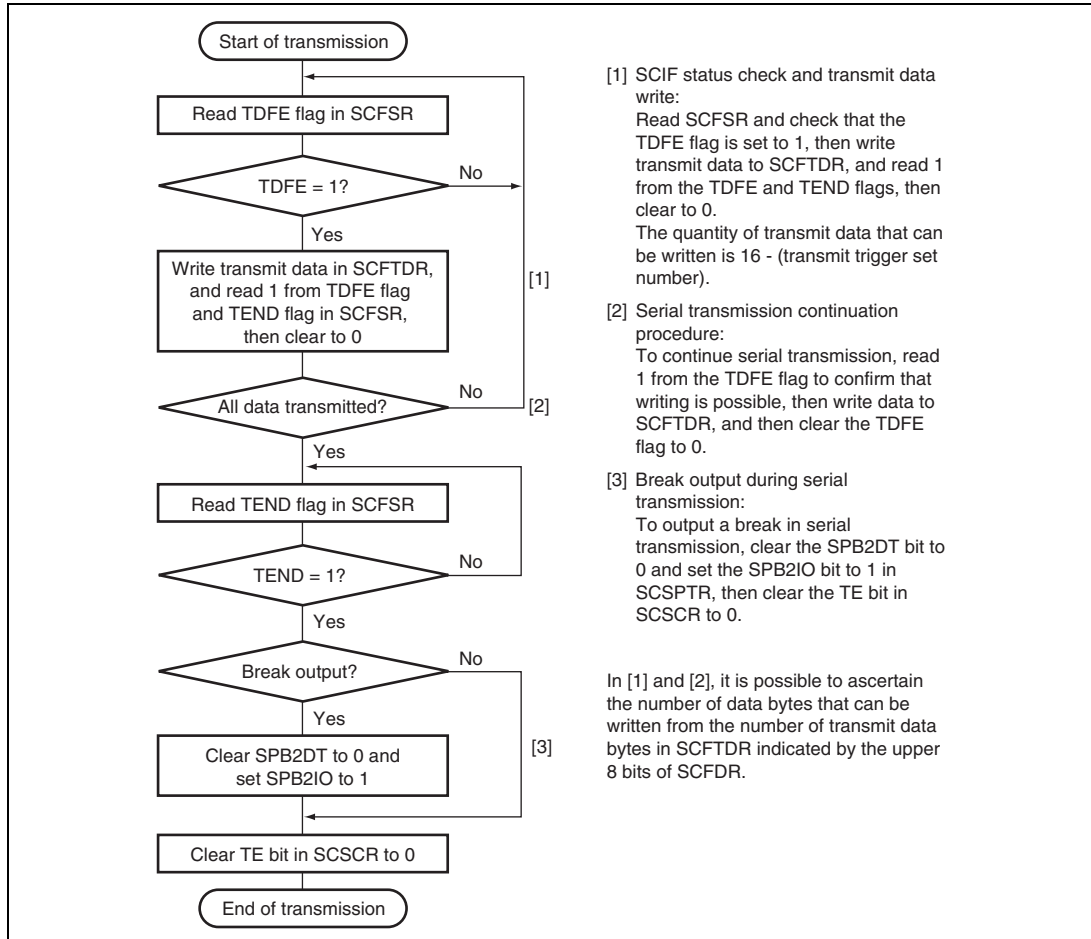 Start of transmission
Read TDFE flag in SCFSR
TDFE = 1?
No
Yes
Write transmit data in SCFTDR,
and read 1 from TDFE flag
and TEND flag in SCFSR,
then clear to 0
[1]
All data transmitted?
No
[2]
Yes
Read TEND flag in SCFSR
TEND = 1?
No
Yes
Break output?
No
Yes
Clear SPB2DT to 0 and
set SPB2IO to 1
[3]
Clear TE bit in SCSCR to 0
End of transmission
[1] SCIF status check and transmit data
write:
Read SCFSR and check that the
TDFE flag is set to 1, then write
transmit data to SCFTDR, and read 1
from the TDFE and TEND flags, then
clear to 0.
The quantity of transmit data that can
be written is 16 - (transmit trigger set
number).
[2] Serial transmission continuation
procedure:
To continue serial transmission, read
1 from the TDFE flag to confirm that
writing is possible, then write data to
SCFTDR, and then clear the TDFE
flag to 0.
[3] Break output during serial
transmission:
To output a break in serial
transmission, clear the SPB2DT bit to
0 and set the SPB2IO bit to 1 in
SCSPTR, then clear the TE bit in
SCSCR to 0.
In [1] and [2], it is possible to ascertain
the number of data bytes that can be
written from the number of transmit data
bytes in SCFTDR indicated by the upper
8 bits of SCFDR.